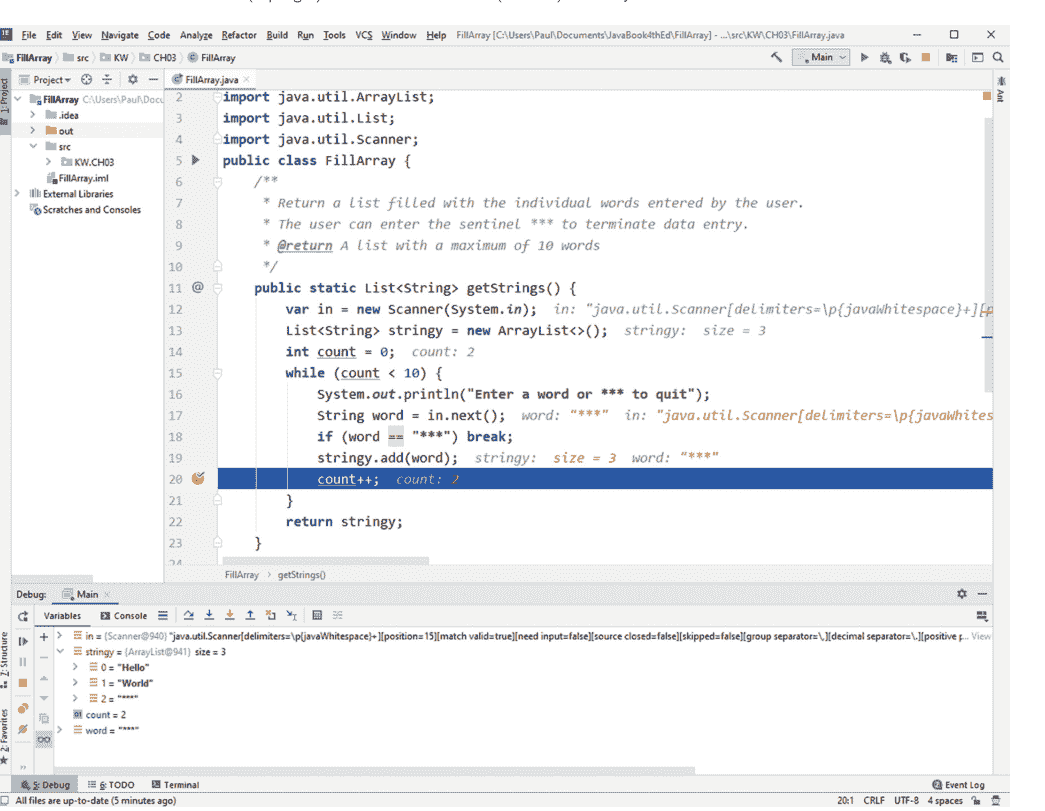 File Edit View Navigate Code Analyze Refactor Build Run Tools VCS Window Help FillArray [C:\Users\Paul\Documents\JavaBook4thEd\FillArray] - ...\src\KW\CH03\FillArray.java
FillArray src KW CH03 FillArray Main
Project FillArray.java
1: Project
Ant
FillArray C:\Users\Paul\Docu
.idea
out
src
KW.CH03
FillArray.iml
External Libraries
Scratches and Consoles
2 import java.util.ArrayList;
3 import java.util.List;
4 import java.util.Scanner;
5 public class FillArray {
6 /**
7 * Return a list filled with the individual words entered by the user.
8 * The user can enter the sentinel *** to terminate data entry.
9 * @return A list with a maximum of 10 words
10 */
11 @ public static List<String> getStrings() {
12 var in = new Scanner(System.in); in: "java.util.Scanner[delimiters=\p{javaWhitespace}+][p
13 List<String> stringy = new ArrayList<>(); stringy: size = 3
14 int count = 0; count: 2
15 while (count < 10) {
16 System.out.println("Enter a word or *** to quit");
17 String word = in.next(); word: "***" in: "java.util.Scanner[delimiters=\p{javaWhites
18 if (word == "***") break;
19 stringy.add(word); stringy: size = 3 word: "***"
20 count++; count: 2
21 }
22 return stringy;
23 }
24
FillArray getStrings()
Debug: Main
Variables Console
in = {Scanner@940} "java.util.Scanner[delimiters=\p{javaWhitespace}+][position=15][match valid=true][need input=false][source closed=false][skipped=false][group separator=\,][decimal separator=\.][positive p... View
stringy = {ArrayList@941} size = 3
0 = "Hello"
1 = "World"
2 = "***"
01 count = 2
word = "***"
Z: Structure
2: Favorites
5: Debug 6: TODO Terminal Event Log
All files are up-to-date (5 minutes ago) 20:1 CRLF UTF-8 4 spaces